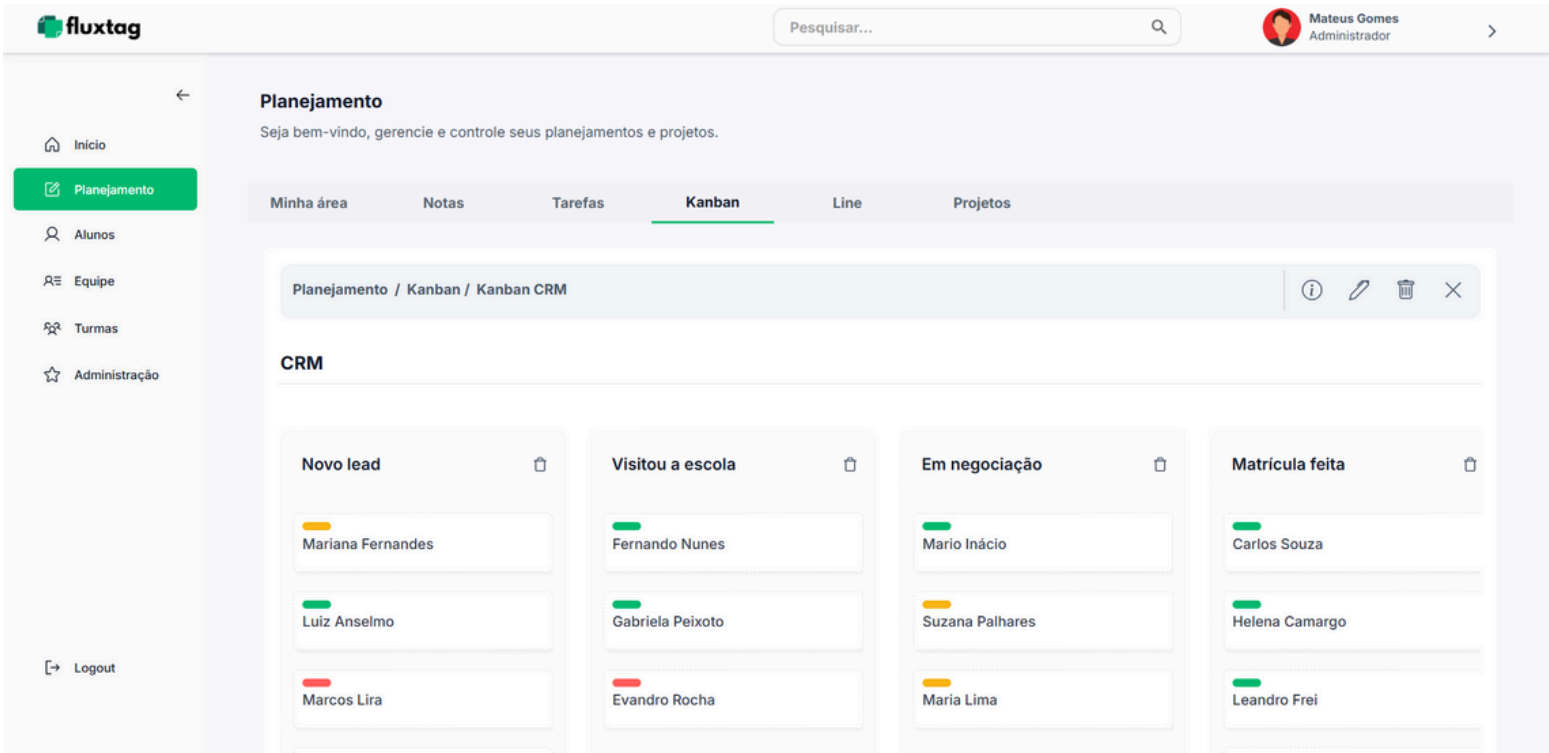 fluxtag
Pesquisar...
Mateus Gomes
Administrador
Início
Planejamento
Alunos
Equipe
Turmas
Administração
Logout
Planejamento
Seja bem-vindo, gerencie e controle seus planejamentos e projetos.
Minha área Notas Tarefas Kanban Line Projetos
Planejamento / Kanban / Kanban CRM
CRM
Novo lead
Mariana Fernandes
Luiz Anselmo
Marcos Lira
Visitou a escola
Fernando Nunes
Gabriela Peixoto
Evandro Rocha
Em negociação
Mario Inácio
Suzana Palhares
Maria Lima
Matrícula feita
Carlos Souza
Helena Camargo
Leandro Frei